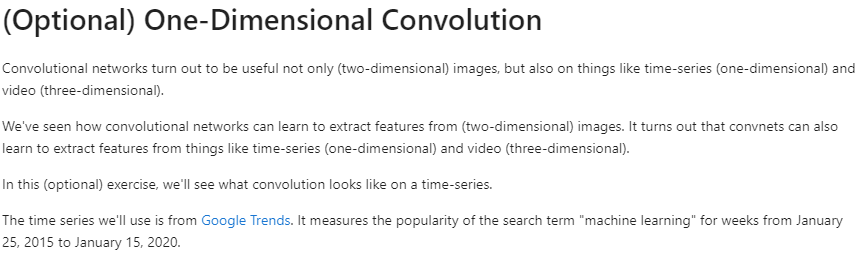 (Optional) One-Dimensional Convolution
Convolutional networks turn out to be useful not only (two-dimensional) images, but also on things like time-series (one-dimensional) and
video (three-dimensional).
We've seen how convolutional networks can learn to extract features from (two-dimensional) images. It turns out that convnets can also
learn to extract features from things like time-series (one-dimensional) and video (three-dimensional).
In this (optional) exercise, we'll see what convolution looks like on a time-series.
The time series we'll use is from Google Trends. It measures the popularity of the search term "machine learning" for weeks from January
25, 2015 to January 15, 2020.